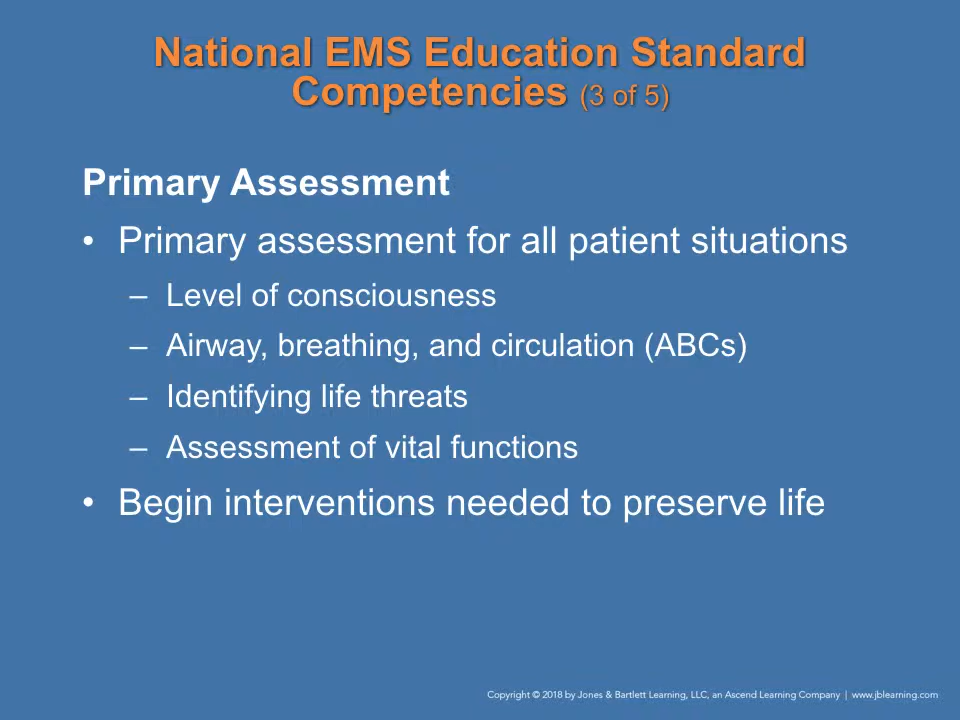 National EMS Education Standard
Competencies (3 of 5)
Primary Assessment
• Primary assessment for all patient situations
– Level of consciousness
– Airway, breathing, and circulation (ABCs)
– Identifying life threats
– Assessment of vital functions
• Begin interventions needed to preserve life
Copyright © 2018 by Jones & Bartlett Learning, LLC, an Ascend Learning Company | www.jblearning.com